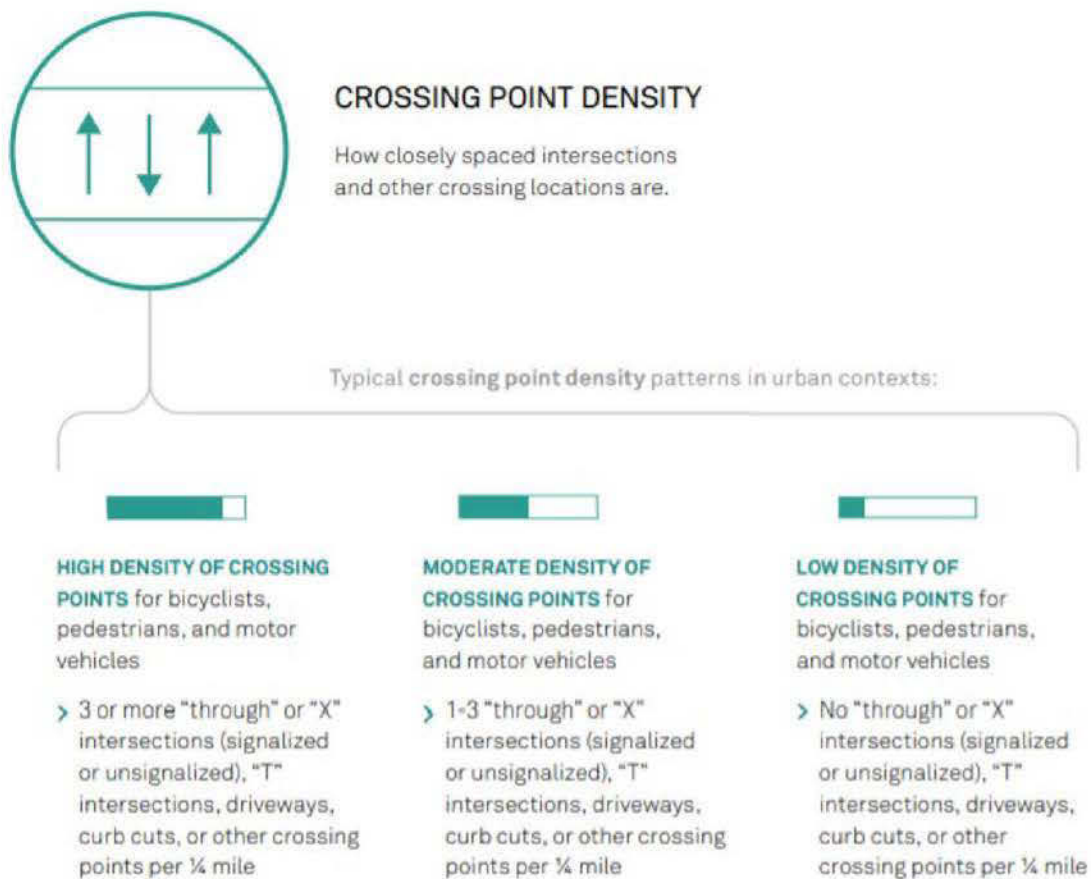 CROSSING POINT DENSITY
How closely spaced intersections
and other crossing locations are.
Typical crossing point density patterns in urban contexts:
HIGH DENSITY OF CROSSING
POINTS for bicyclists,
pedestrians, and motor
vehicles
› 3 or more “through” or “X”
intersections (signalized
or unsignalized), “T”
intersections, driveways,
curb cuts, or other crossing
points per ¼ mile
MODERATE DENSITY OF
CROSSING POINTS for
bicyclists, pedestrians,
and motor vehicles
› 1-3 “through” or “X”
intersections (signalized
or unsignalized), “T”
intersections, driveways,
curb cuts, or other crossing
points per ¼ mile
LOW DENSITY OF
CROSSING POINTS for
bicyclists, pedestrians,
and motor vehicles
› No “through” or “X”
intersections (signalized
or unsignalized), “T”
intersections, driveways,
curb cuts, or other
crossing points per ¼ mile